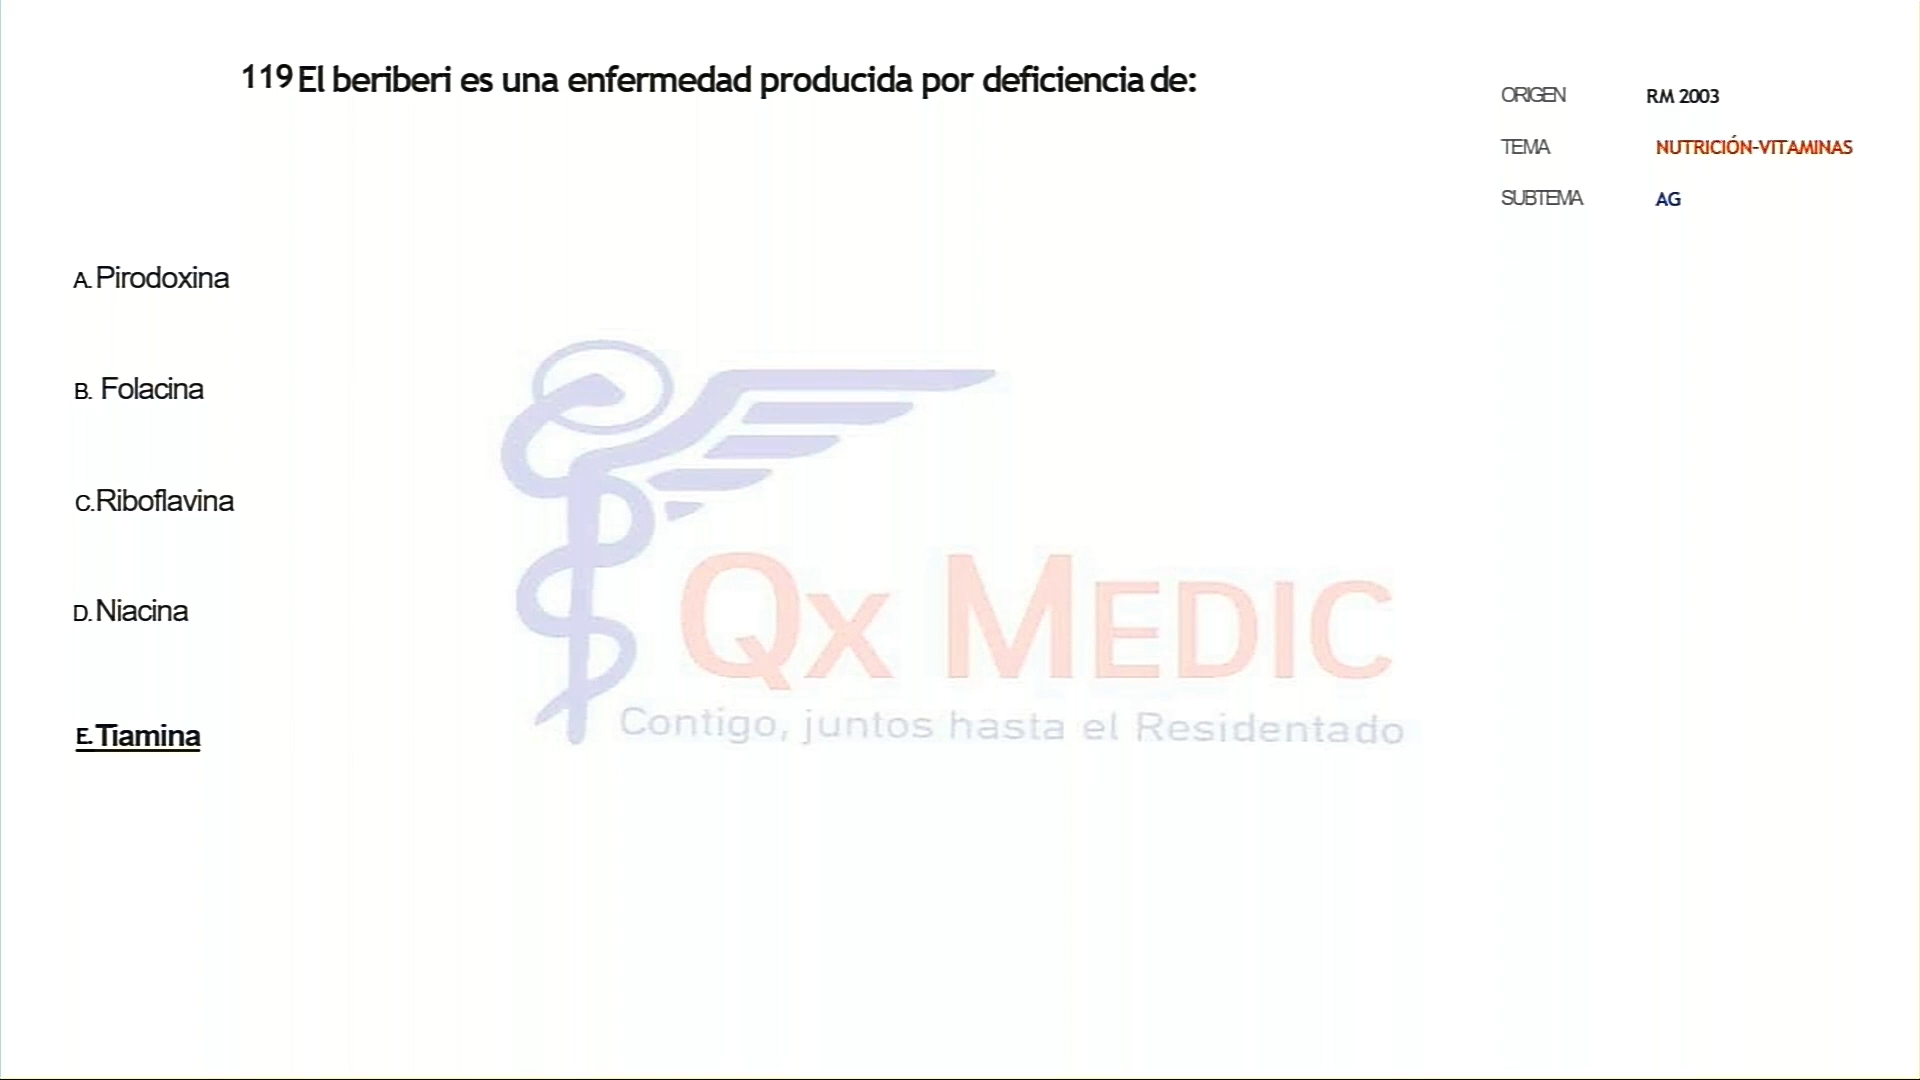 119 El beriberi es una enfermedad producida por deficiencia de:
ORIGEN RM 2003
TEMA NUTRICIÓN-VITAMINAS
SUBTEMA AG
A. Pirodoxina
B. Folacina
C. Riboflavina
D. Niacina
E. Tiamina
QX MEDIC
Contigo, juntos hasta el Residentado